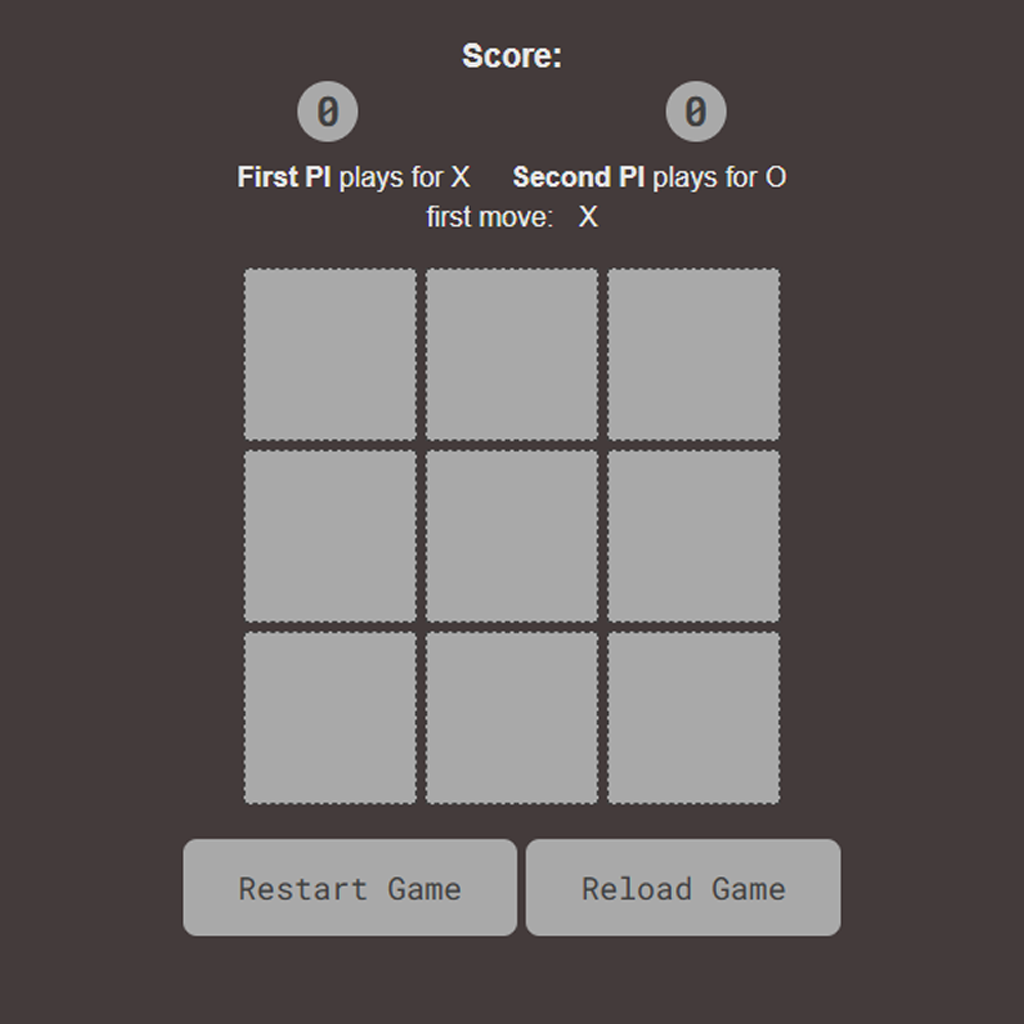 Score:
0 0
First Pl plays for X Second Pl plays for O
first move: X
Restart Game Reload Game